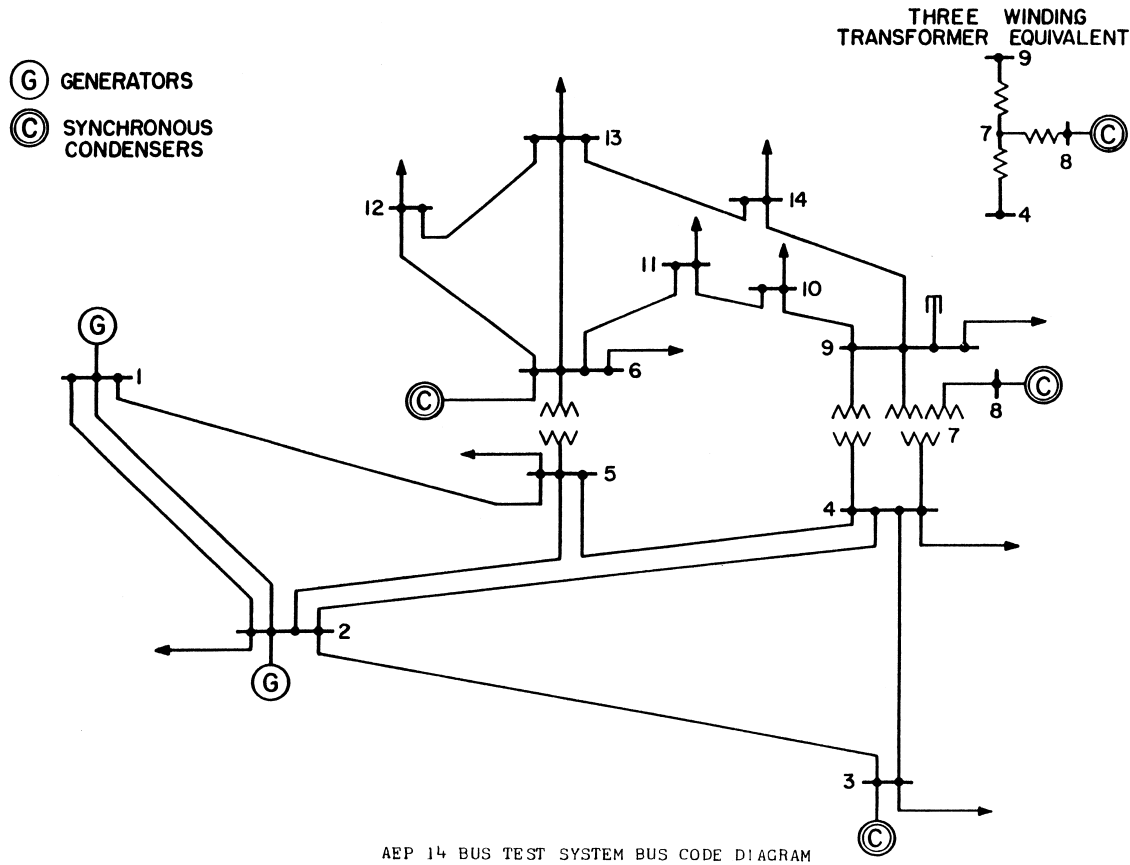 THREE WINDING
TRANSFORMER EQUIVALENT
9
7
C
8
4
G GENERATORS
C SYNCHRONOUS
CONDENSERS
13
12
14
11
10
G
1
9
6
C
C
8
7
5
4
2
G
3
C
AEP 14 BUS TEST SYSTEM BUS CODE DIAGRAM